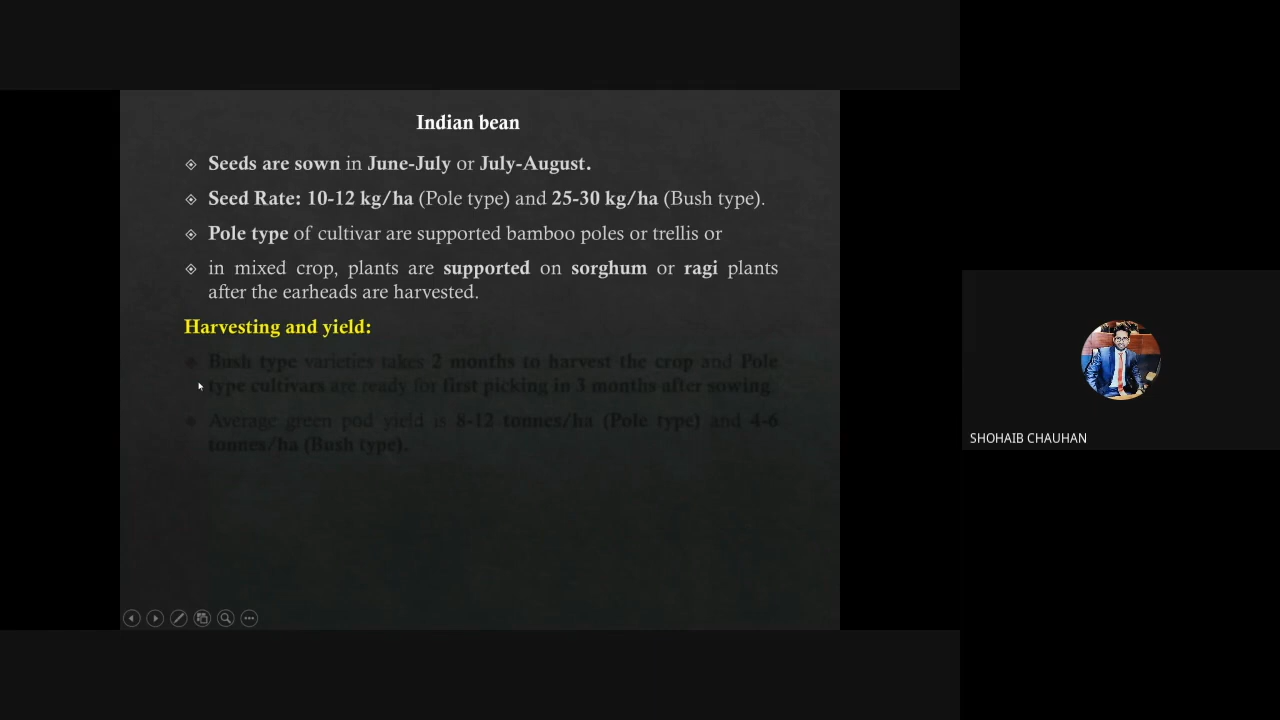 Indian bean
Seeds are sown in June-July or July-August.
Seed Rate: 10-12 kg/ha (Pole type) and 25-30 kg/ha (Bush type).
Pole type of cultivar are supported bamboo poles or trellis or
in mixed crop, plants are supported on sorghum or ragi plants
after the earheads are harvested.
Harvesting and yield:
Bush type varieties takes 2 months to harvest the crop and Pole
type cultivars are ready for first picking in 3 months after sowing.
Average green pod yield is 8-12 tonnes/ha (Pole type) and 4-6
tonnes/ha (Bush type).
SHOHAIB CHAUHAN